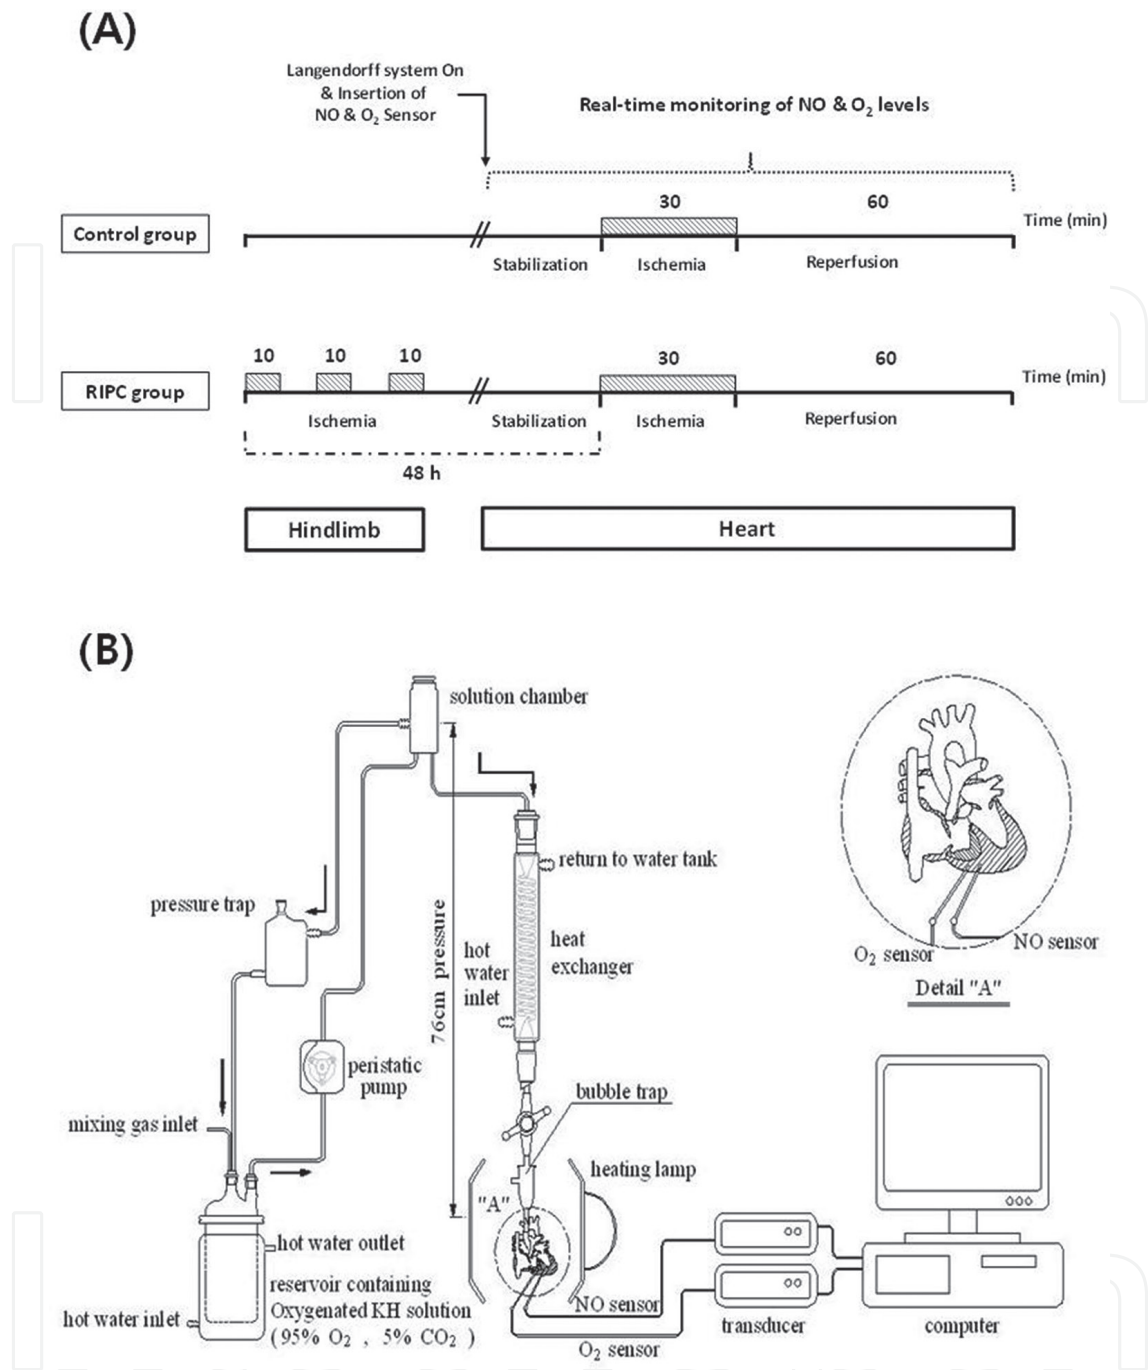 (A)
Langendorff system On
& Insertion of
NO & O₂ Sensor
Real-time monitoring of NO & O₂ levels
30
60
Time (min)
Control group
Stabilization
Ischemia
Reperfusion
10
10
10
30
60
Time (min)
RIPC group
Ischemia
Stabilization
Ischemia
Reperfusion
48 h
Hindlimb
Heart
(B)
solution chamber
return to water tank
pressure trap
76cm pressure
hot
water
inlet
heat
exchanger
O₂ sensor
NO sensor
Detail "A"
peristatic
pump
bubble trap
mixing gas inlet
heating lamp
"A"
hot water outlet
reservoir containing
Oxygenated KH solution
(95% O₂ , 5% CO₂ )
hot water inlet
NO sensor
O₂ sensor
transducer
computer